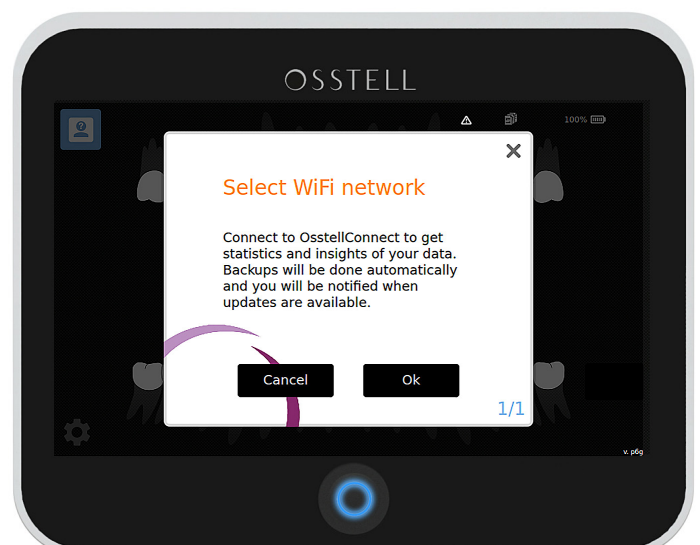 OSSTELL
100%
Select WiFi network
Connect to OsstellConnect to get
statistics and insights of your data.
Backups will be done automatically
and you will be notified when
updates are available.
Cancel
Ok
1/1
v. p6g